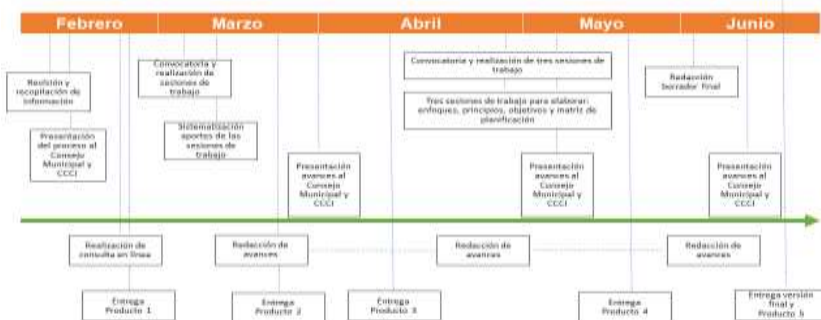 Febrero
Marzo
Abril
Mayo
Junio
Revisión y
recopilación de
información
Presentación
del proceso al
Consejo
Municipal y
CCCI
Convocatoria y
realización de
sesiones de
trabajo
Sistematización
aportes de las
sesiones de
trabajo
Presentación
avances al
Consejo
Municipal y
CCCI
Convocatoria y realización de tres sesiones de
trabajo
Tres sesiones de trabajo para elaborar:
enfoques, principios, objetivos y matriz de
planificación
Presentación
avances al
Consejo
Municipal y
CCCI
Redacción
borrador final
Presentación
avances al
Consejo
Municipal y
CCCI
Realización de
consulta en línea
Redacción de
avances
Redacción de
avances
Redacción de
avances
Entrega
Producto 1
Entrega
Producto 2
Entrega
Producto 3
Entrega
Producto 4
Entrega versión
final y
Producto 5